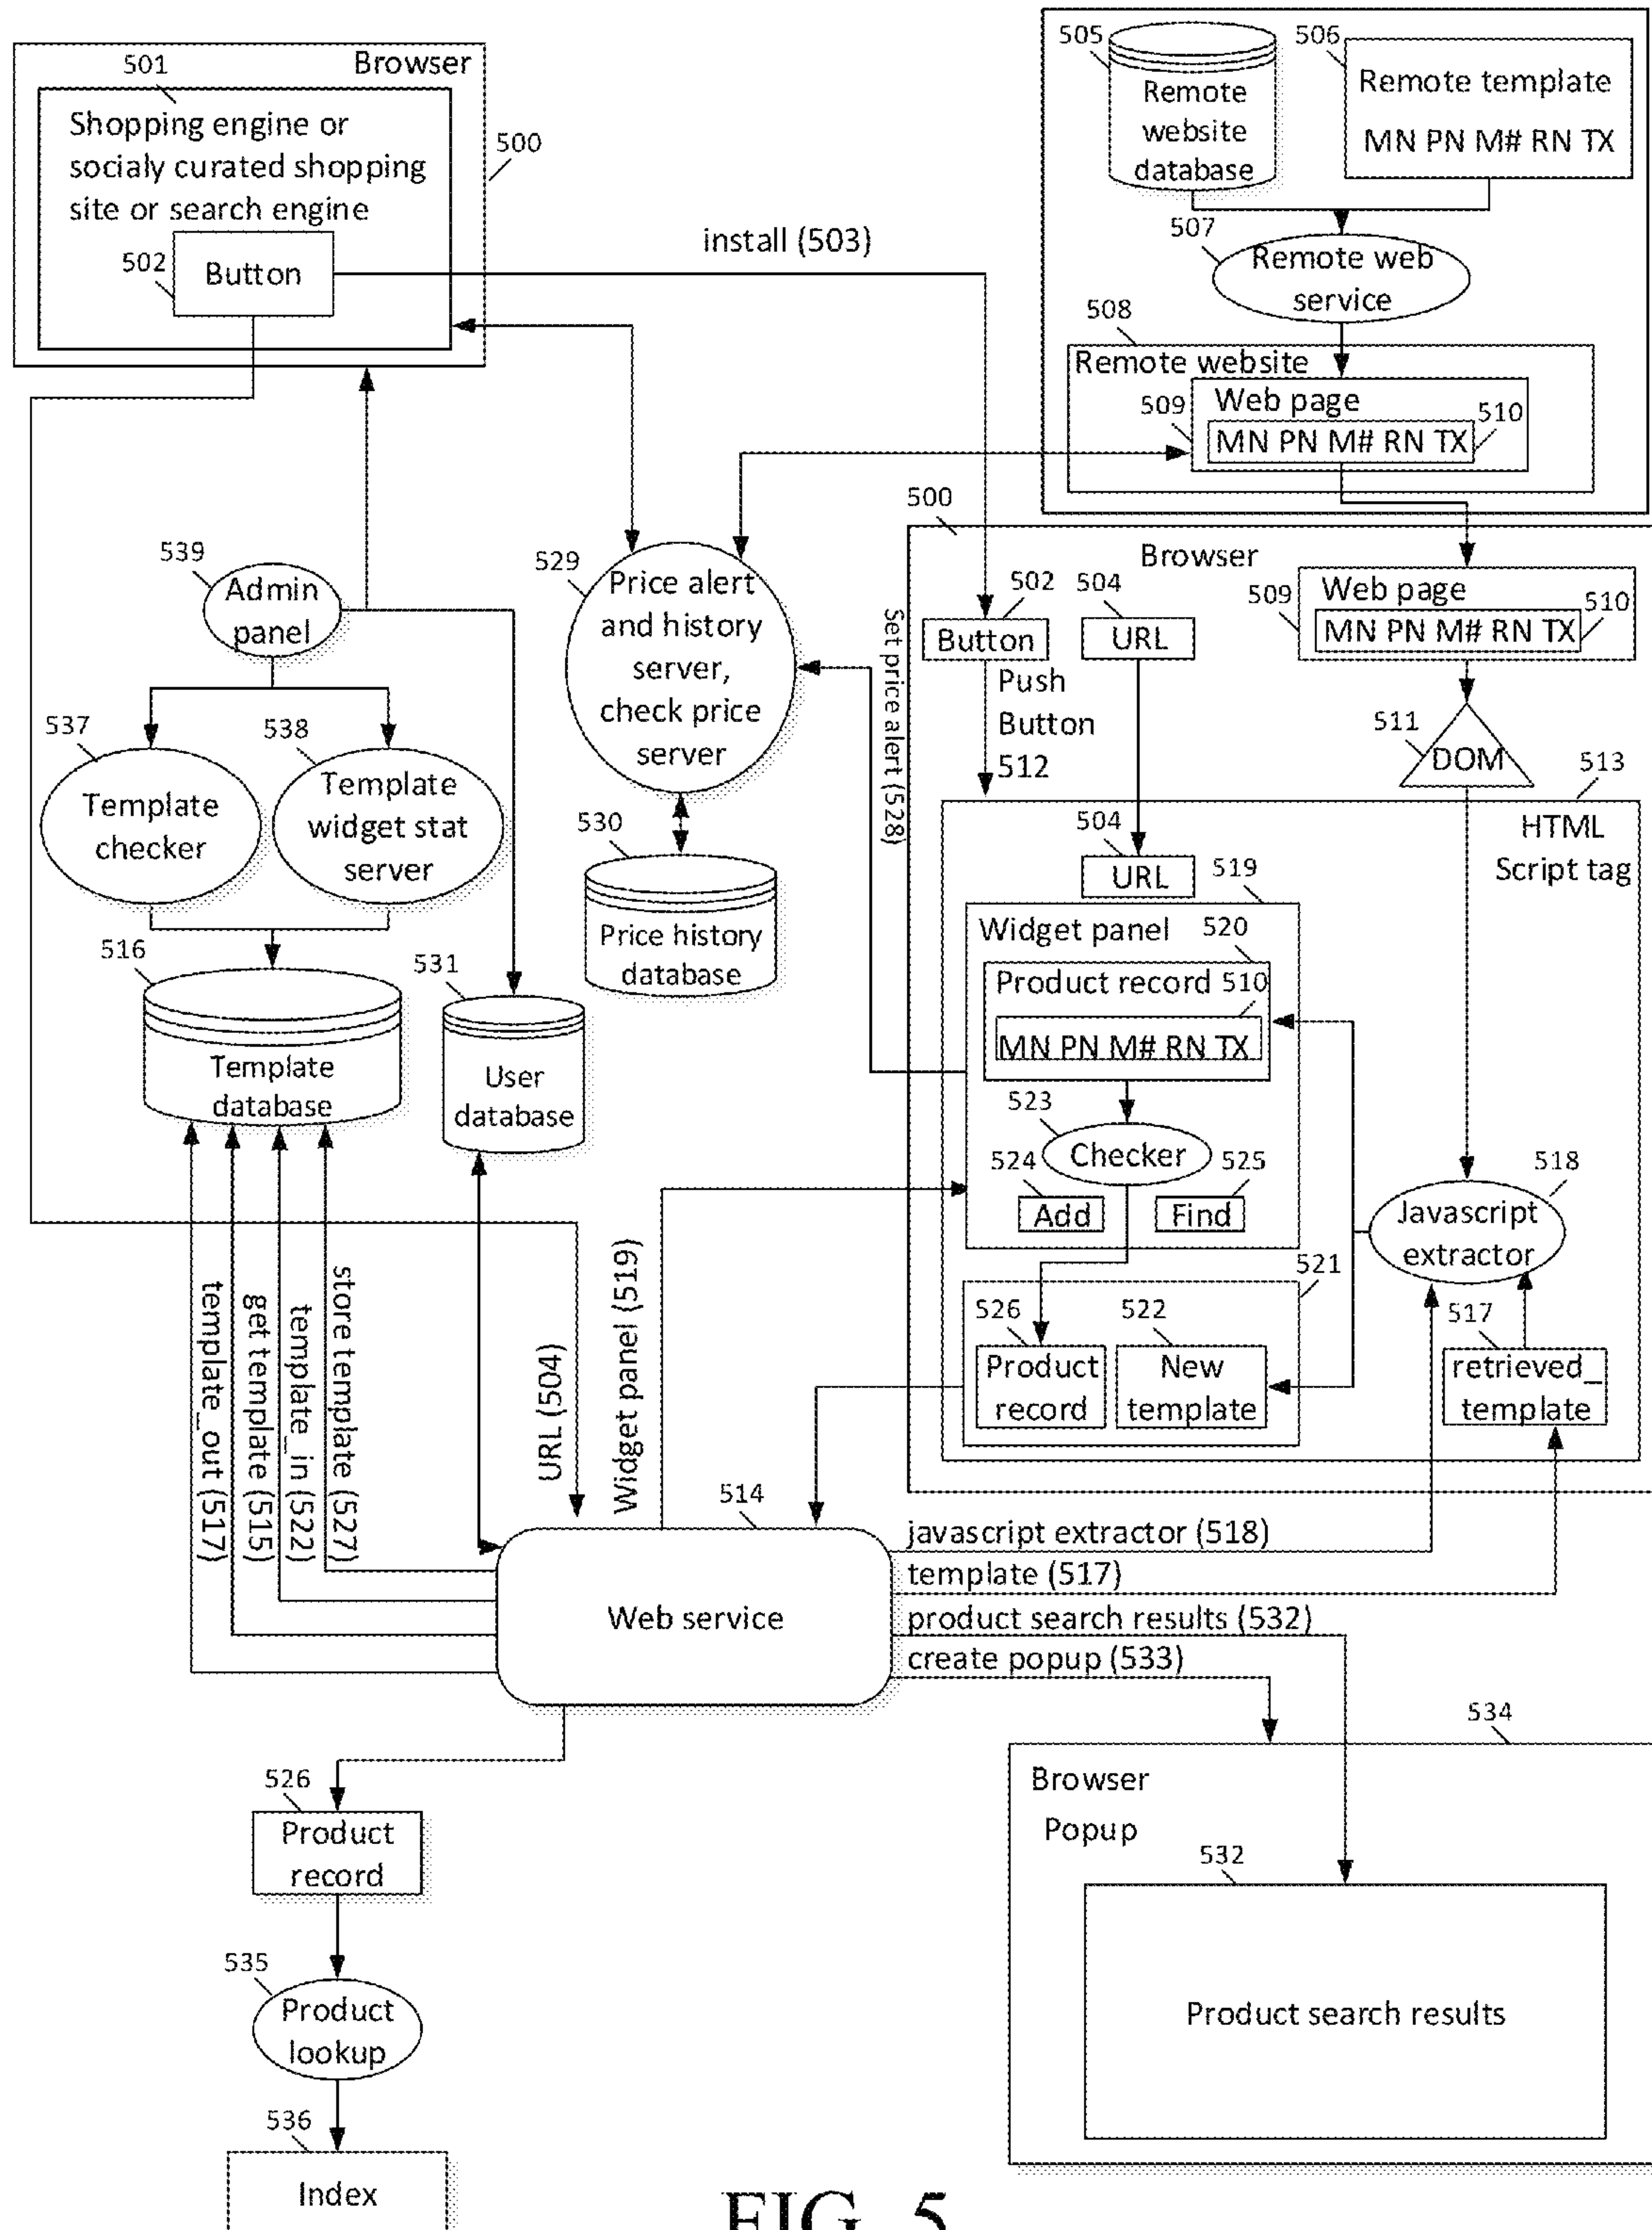 501
Browser
Shopping engine or
socialy curated shopping
site or search engine
500
502
Button
install (503)
505
Remote
website
database
506
Remote template
MN PN M# RN TX
507
Remote web
service
508
Remote website
509
Web page
510
MN PN M# RN TX
539
Admin
panel
529
Price alert
and history
server,
check price
server
Set price alert (528)
500
Browser
502
Button
504
URL
Push
Button
512
509
Web page
510
MN PN M# RN TX
511
DOM
513
HTML
Script tag
537
Template
checker
538
Template
widget stat
server
530
Price history
database
504
URL
519
Widget panel
520
Product record
510
MN PN M# RN TX
523
Checker
524
Add
525
Find
518
Javascript
extractor
516
Template
database
531
User
database
521
526
Product
record
522
New
template
517
retrieved_
template
template_out (517)
get template (515)
template_in (522)
store template (527)
URL (504)
Widget panel (519)
514
Web service
javascript extractor (518)
template (517)
product search results (532)
create popup (533)
526
Product
record
535
Product
lookup
536
Index
534
Browser
Popup
532
Product search results
FIG. 5